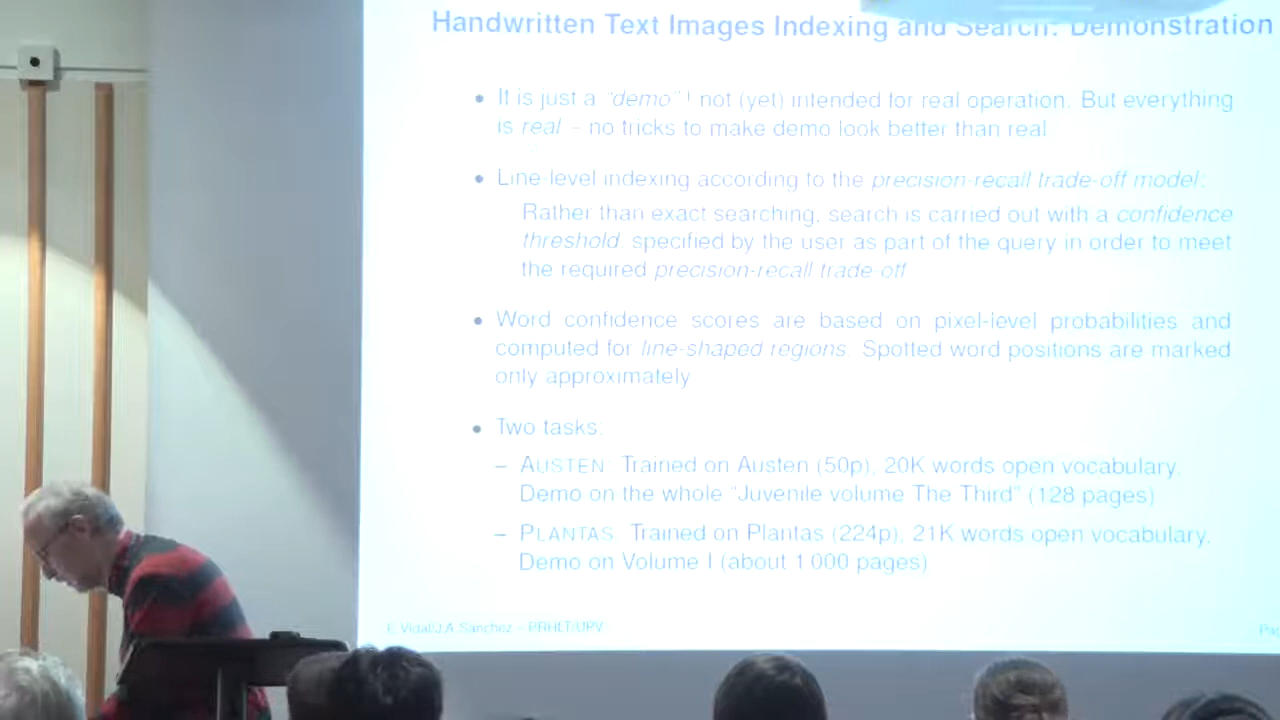 Handwritten Text Images Indexing and Search: Demonstration
• It is just a "demo" ! not (yet) intended for real operation. But everything
is real – no tricks to make demo look better than real
• Line-level indexing according to the precision-recall trade-off model:
Rather than exact searching, search is carried out with a confidence
threshold, specified by the user as part of the query in order to meet
the required precision-recall trade-off
• Word confidence scores are based on pixel-level probabilities and
computed for line-shaped regions. Spotted word positions are marked
only approximately
• Two tasks:
– AUSTEN: Trained on Austen (50p), 20K words open vocabulary.
Demo on the whole "Juvenile volume The Third" (128 pages)
– PLANTAS: Trained on Plantas (224p), 21K words open vocabulary.
Demo on Volume I (about 1 000 pages)
E. Vidal/J.A. Sánchez – PRHLT/UPV